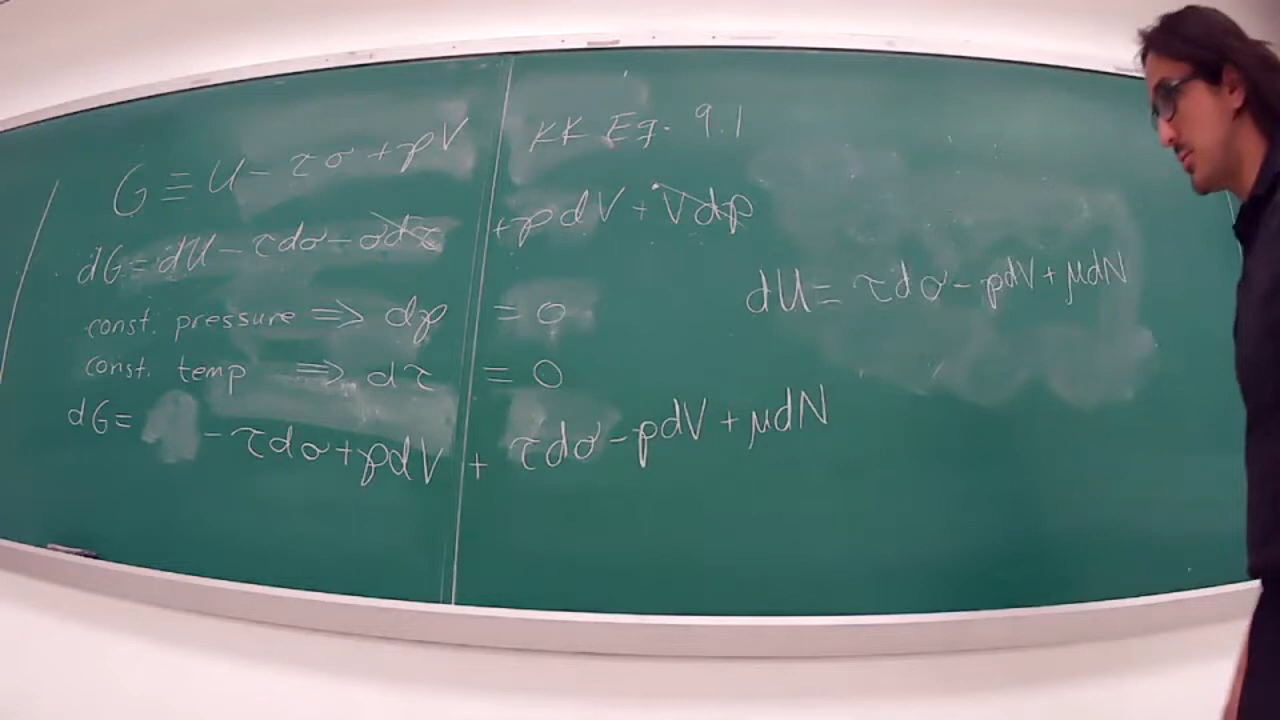 G ≡ U - τσ + pV KK Eq. 9.1
dG = dU - τdσ - σdτ + pdV + Vdp
dU = τdσ - pdV + μdN
const. pressure ⇒ dp = 0
const. temp ⇒ dτ = 0
dG = - τdσ + pdV + τdσ - pdV + μdN